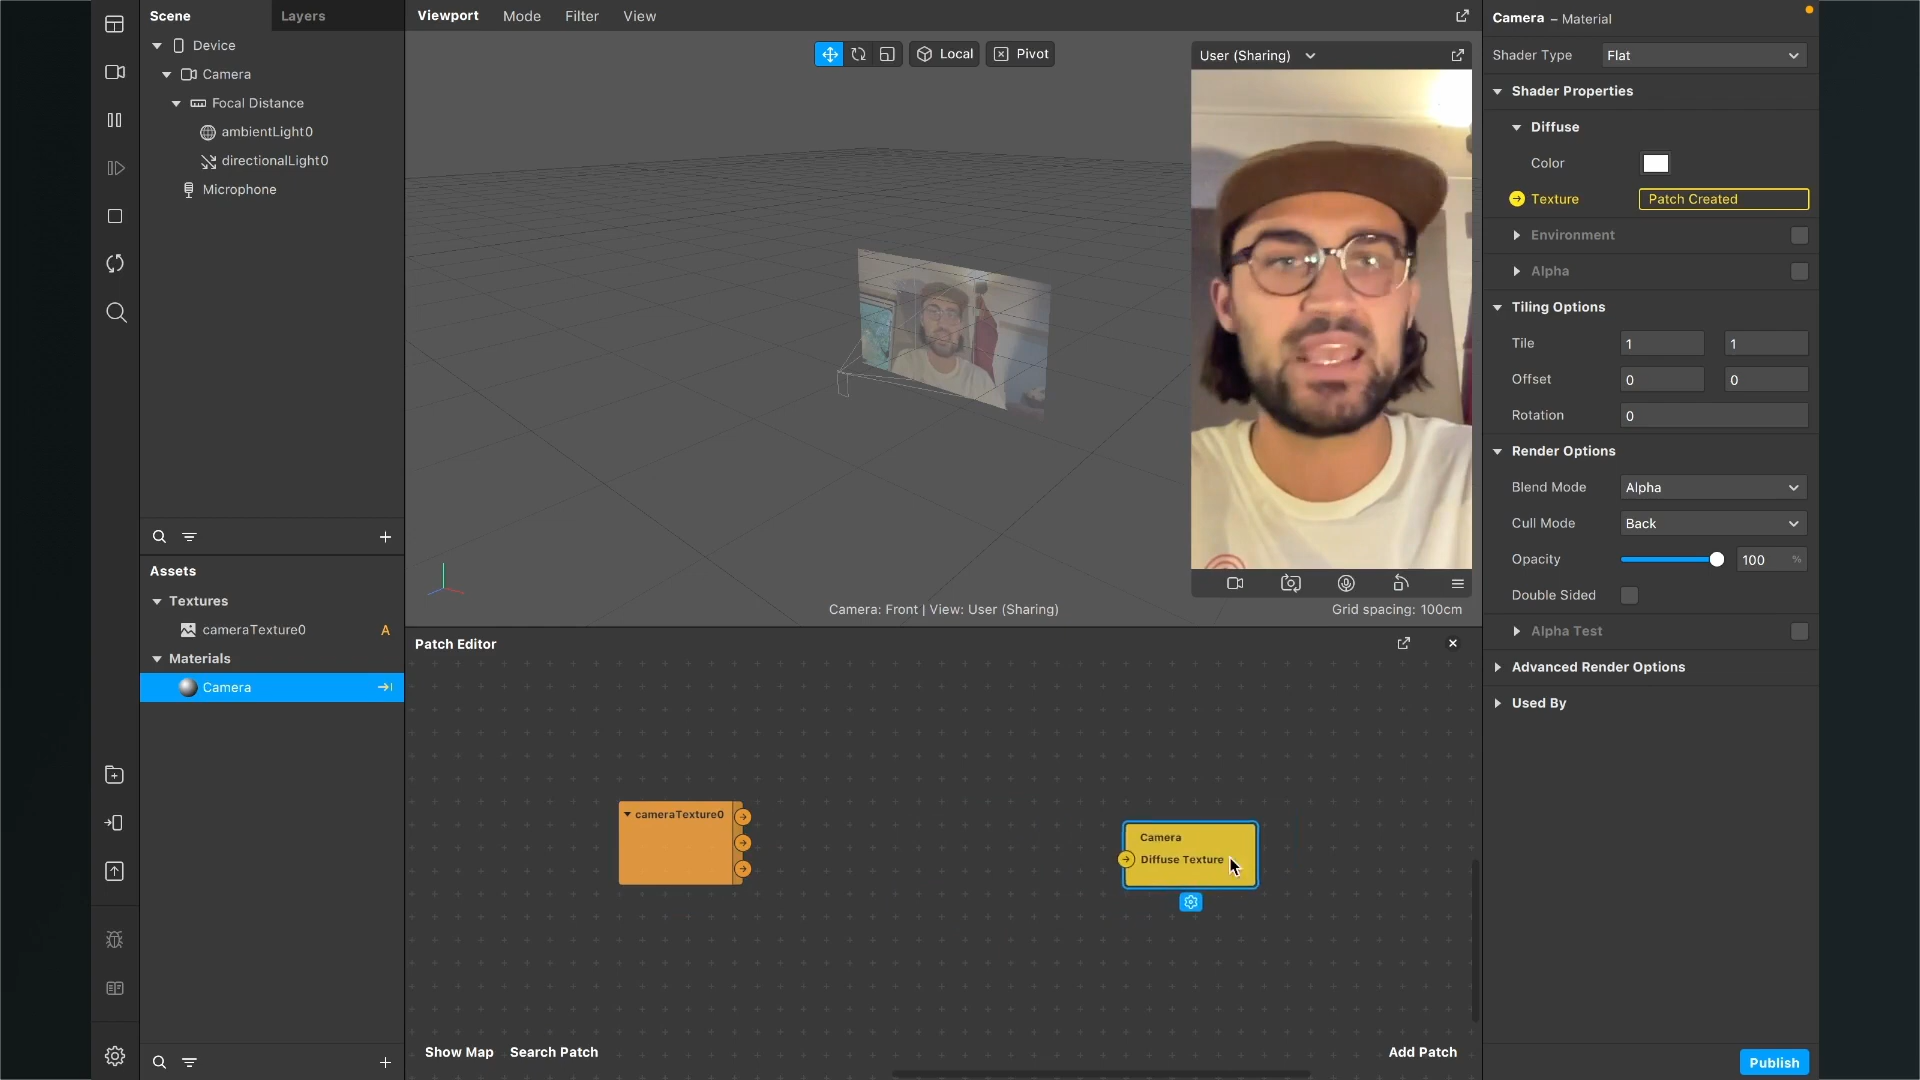 Scene
Layers
Device
Camera
Focal Distance
ambientLight0
directionalLight0
Microphone
Assets
Textures
cameraTexture0 A
Materials
Camera
Viewport Mode Filter View
Local
Pivot
User (Sharing)
Camera: Front | View: User (Sharing)
Grid spacing: 100cm
Patch Editor
cameraTexture0
Camera
Diffuse Texture
Show Map Search Patch
Add Patch
Camera – Material
Shader Type Flat
Shader Properties
Diffuse
Color
Texture Patch Created
Environment
Alpha
Tiling Options
Tile 1 1
Offset 0 0
Rotation 0
Render Options
Blend Mode Alpha
Cull Mode Back
Opacity 100 %
Double Sided
Alpha Test
Advanced Render Options
Used By
Publish